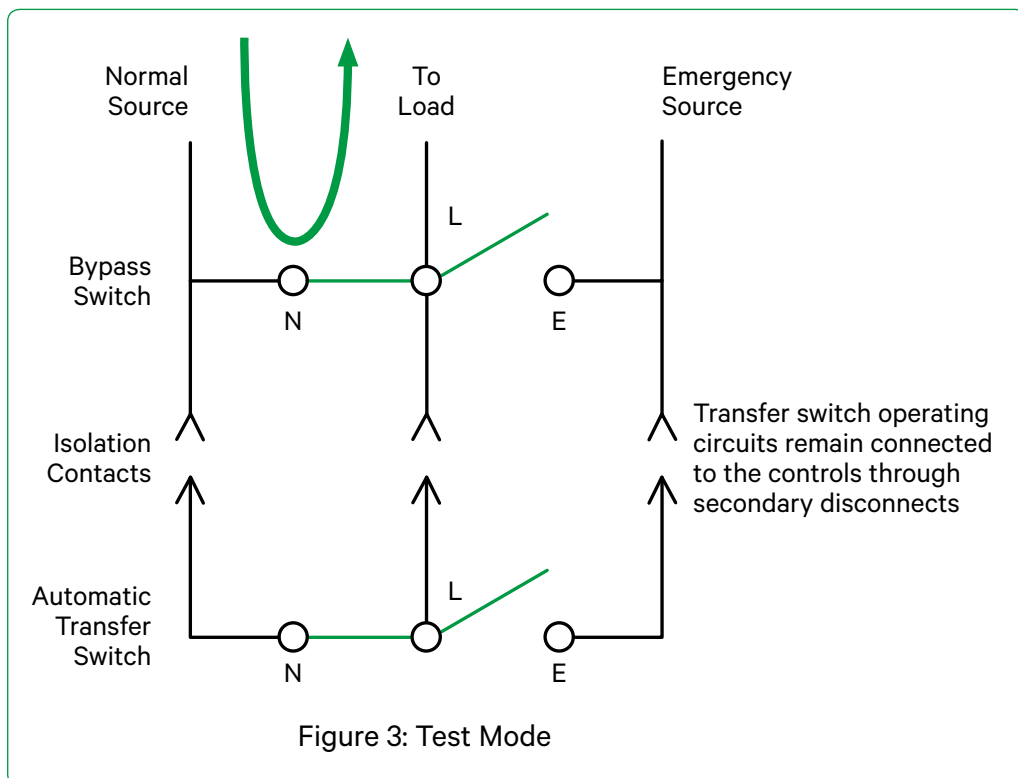 Normal
Source
To
Load
Emergency
Source
L
Bypass
Switch
N
E
Isolation
Contacts
Transfer switch operating
circuits remain connected
to the controls through
secondary disconnects
L
Automatic
Transfer
Switch
N
E
Figure 3: Test Mode